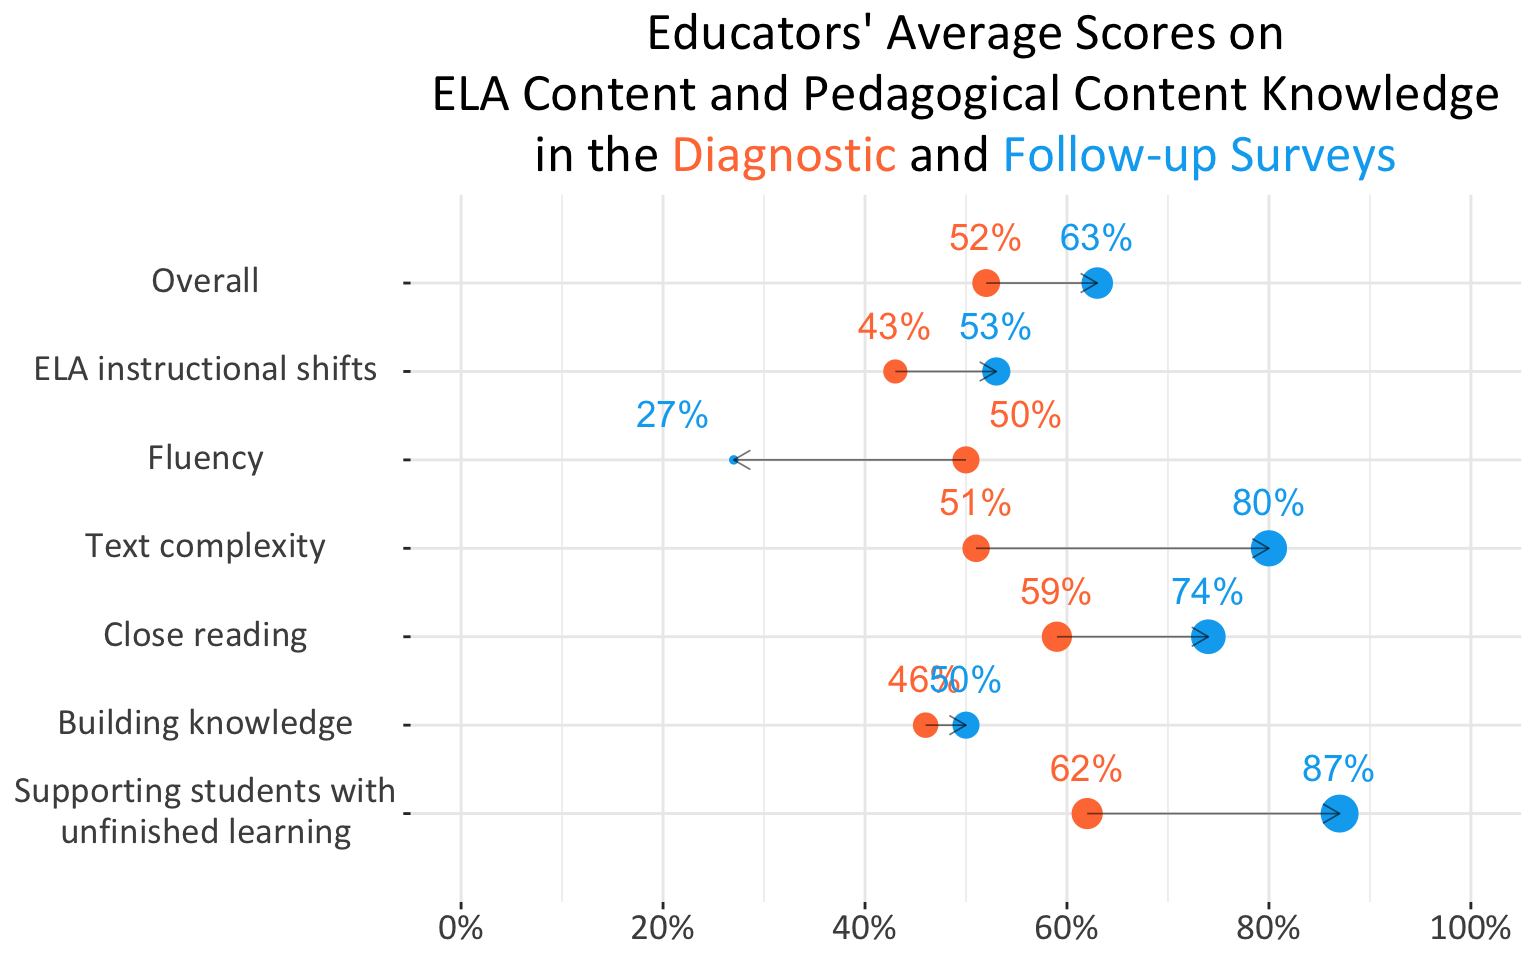 Educators' Average Scores on
ELA Content and Pedagogical Content Knowledge
in the Diagnostic and Follow-up Surveys
52% 63%
Overall
43% 53%
ELA instructional shifts
27% 50%
Fluency
51% 80%
Text complexity
59% 74%
Close reading
46% 50%
Building knowledge
62% 87%
Supporting students with
unfinished learning
0% 20% 40% 60% 80% 100%